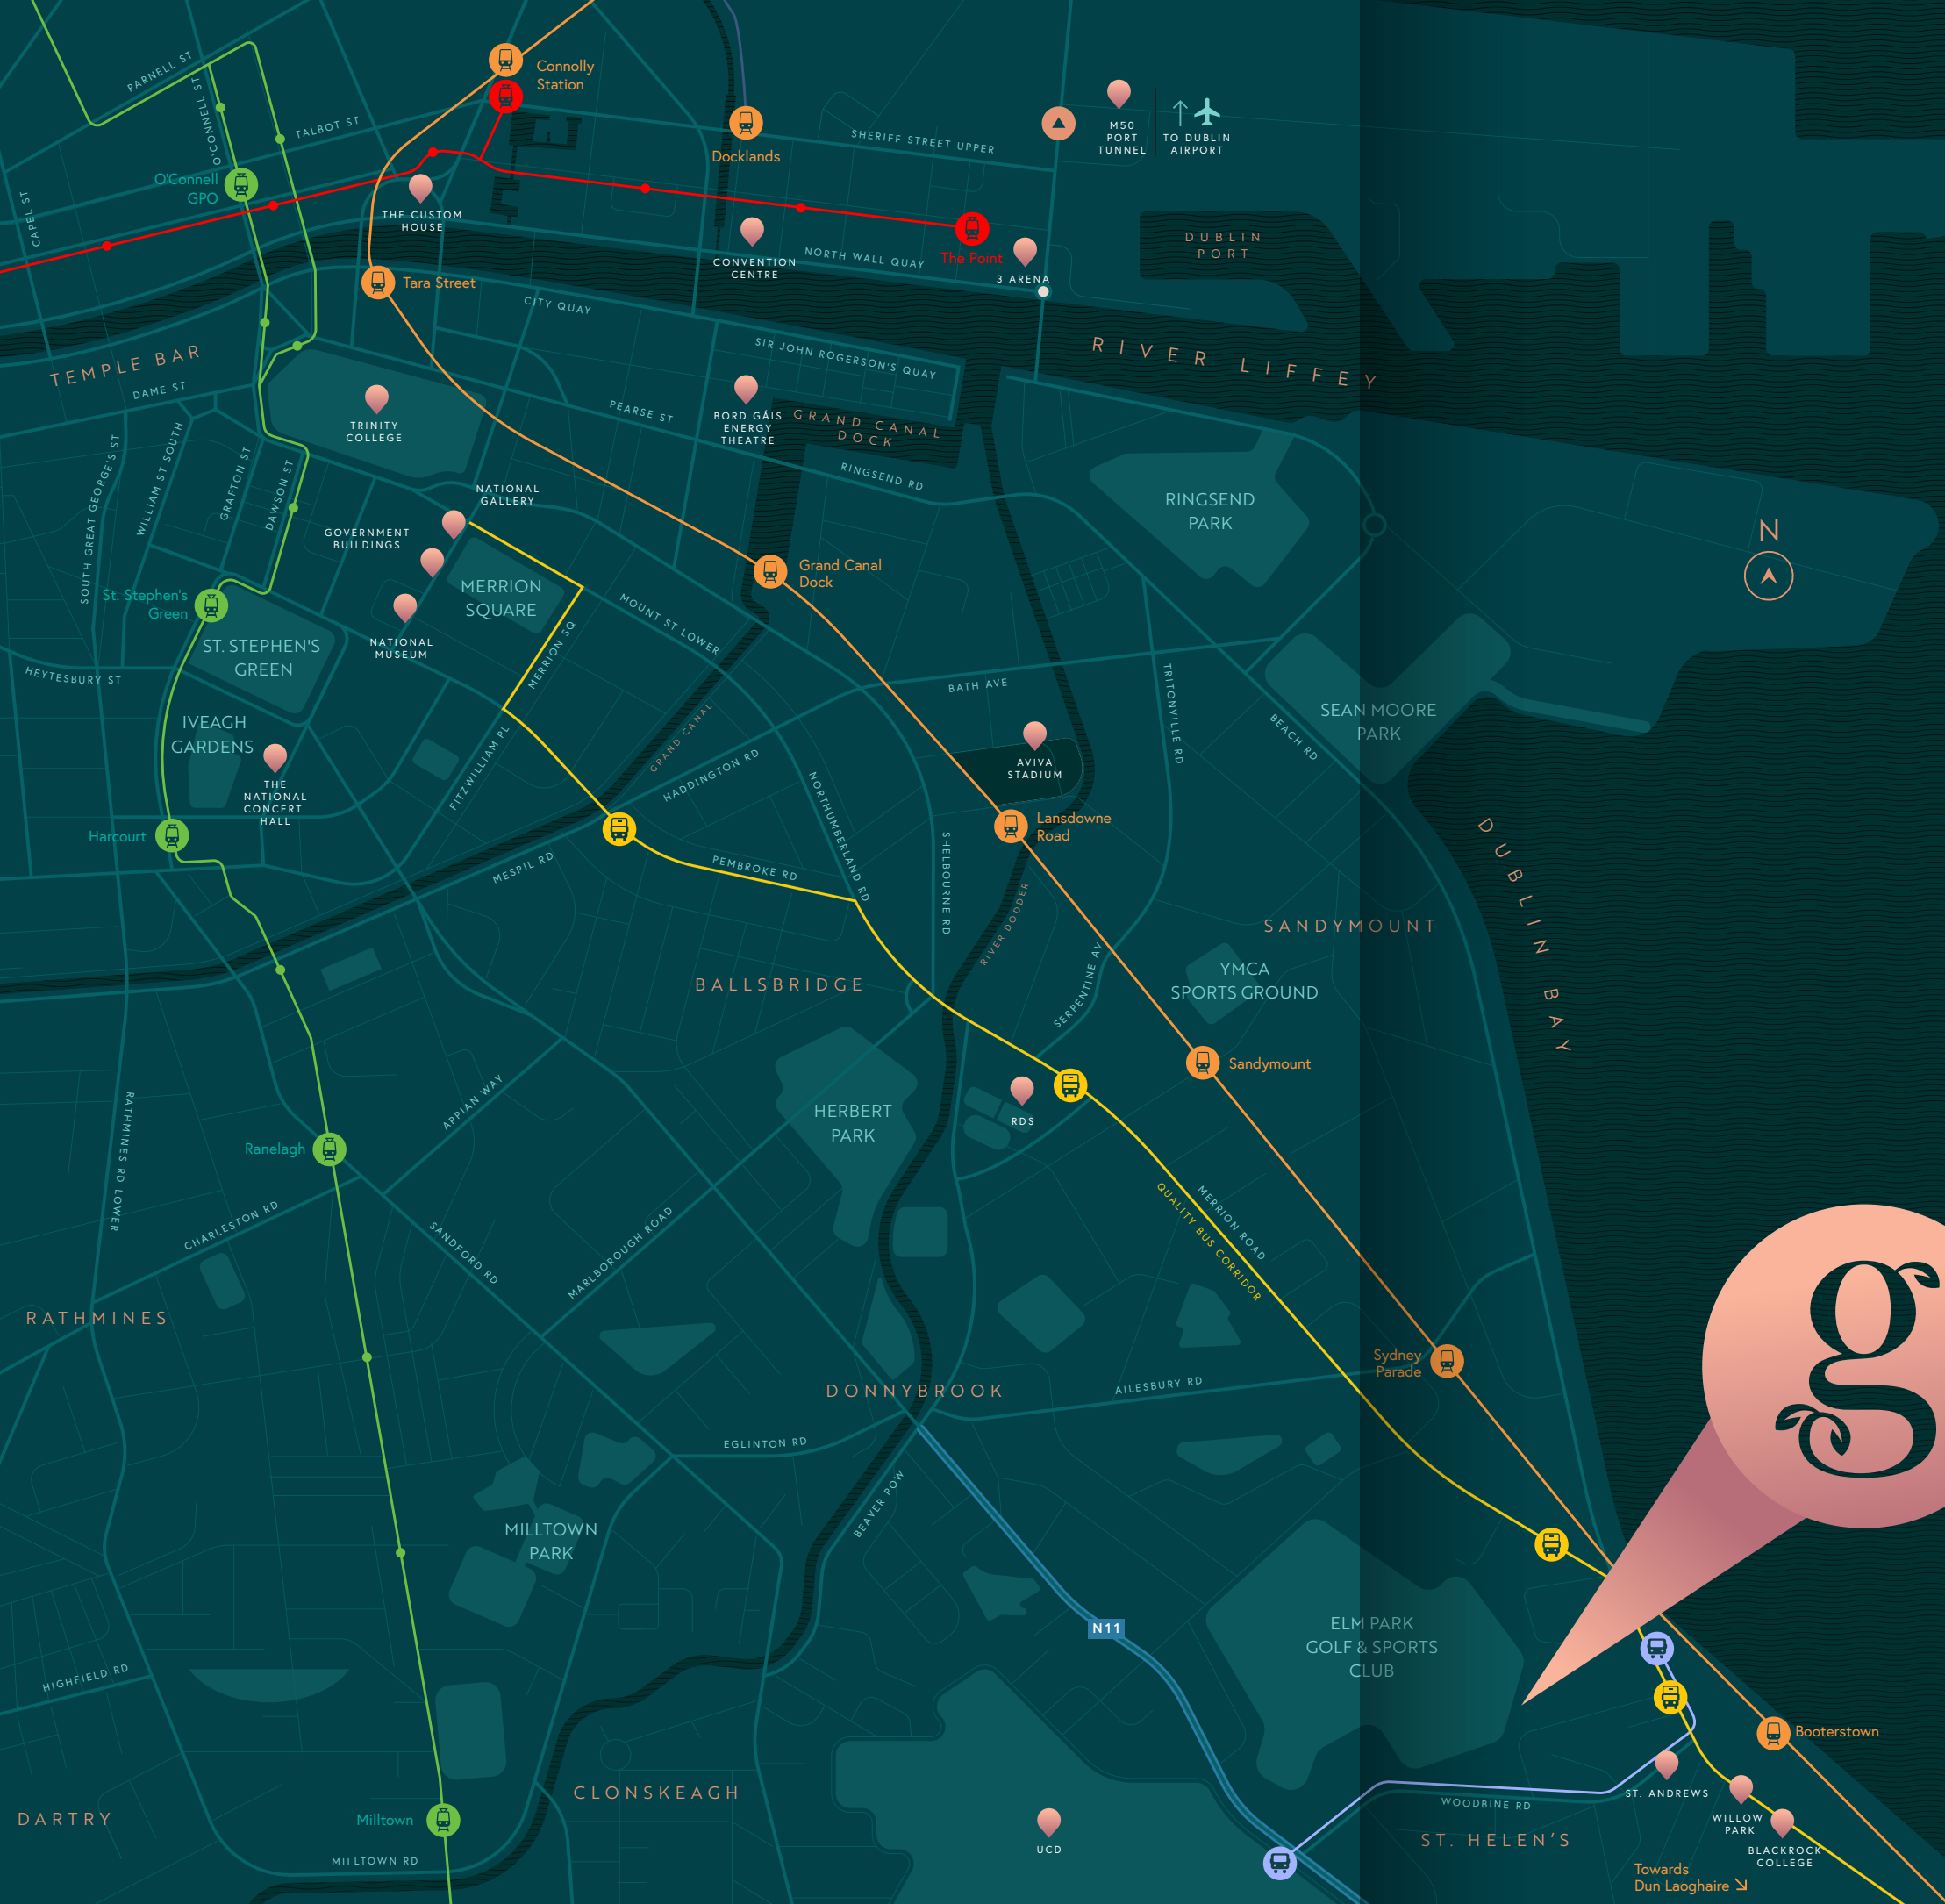 PARNELL ST
O'CONNELL ST
TALBOT ST
CAPEL ST
Connolly
Station
Docklands
SHERIFF STREET UPPER
M50
PORT
TUNNEL
TO DUBLIN
AIRPORT
O'Connell
GPO
THE CUSTOM
HOUSE
CONVENTION
CENTRE
NORTH WALL QUAY
The Point
3 ARENA
DUBLIN
PORT
Tara Street
CITY QUAY
SIR JOHN ROGERSON'S QUAY
RIVER LIFFEY
TEMPLE BAR
DAME ST
TRINITY
COLLEGE
PEARSE ST
BORD GÁIS
ENERGY
THEATRE
GRAND CANAL
DOCK
RINGSEND RD
RINGSEND
PARK
SOUTH GREAT GEORGE'S ST
WILLIAM ST SOUTH
GRAFTON ST
DAWSON ST
NATIONAL
GALLERY
GOVERNMENT
BUILDINGS
MERRION
SQUARE
NATIONAL
MUSEUM
Grand Canal
Dock
N
St. Stephen's
Green
ST. STEPHEN'S
GREEN
MOUNT ST LOWER
MERRION SQ
HEYTESBURY ST
BATH AVE
TRITONVILLE RD
BEACH RD
SEAN MOORE
PARK
IVEAGH
GARDENS
THE
NATIONAL
CONCERT
HALL
FITZWILLIAM PL
GRAND CANAL
HADDINGTON RD
NORTHUMBERLAND RD
AVIVA
STADIUM
Lansdowne
Road
Harcourt
MESPIL RD
PEMBROKE RD
SHELBOURNE RD
RIVER DODDER
DUBLIN BAY
SANDYMOUNT
BALLSBRIDGE
SERPENTINE AV
YMCA
SPORTS GROUND
Sandymount
RDS
HERBERT
PARK
RATHMINES RD LOWER
APPIAN WAY
Ranelagh
CHARLESTON RD
SANDFORD RD
MARLBOROUGH ROAD
MERRION ROAD
QUALITY BUS CORRIDOR
RATHMINES
Sydney
Parade
DONNYBROOK
AILESBURY RD
EGLINTON RD
BEAVER ROW
g
MILLTOWN
PARK
N11
ELM PARK
GOLF & SPORTS
CLUB
HIGHFIELD RD
Booterstown
CLONSKEAGH
DARTRY
Milltown
MILLTOWN RD
UCD
ST. ANDREWS
WOODBINE RD
WILLOW
PARK
ST. HELEN'S
BLACKROCK
COLLEGE
Towards
Dun Laoghaire